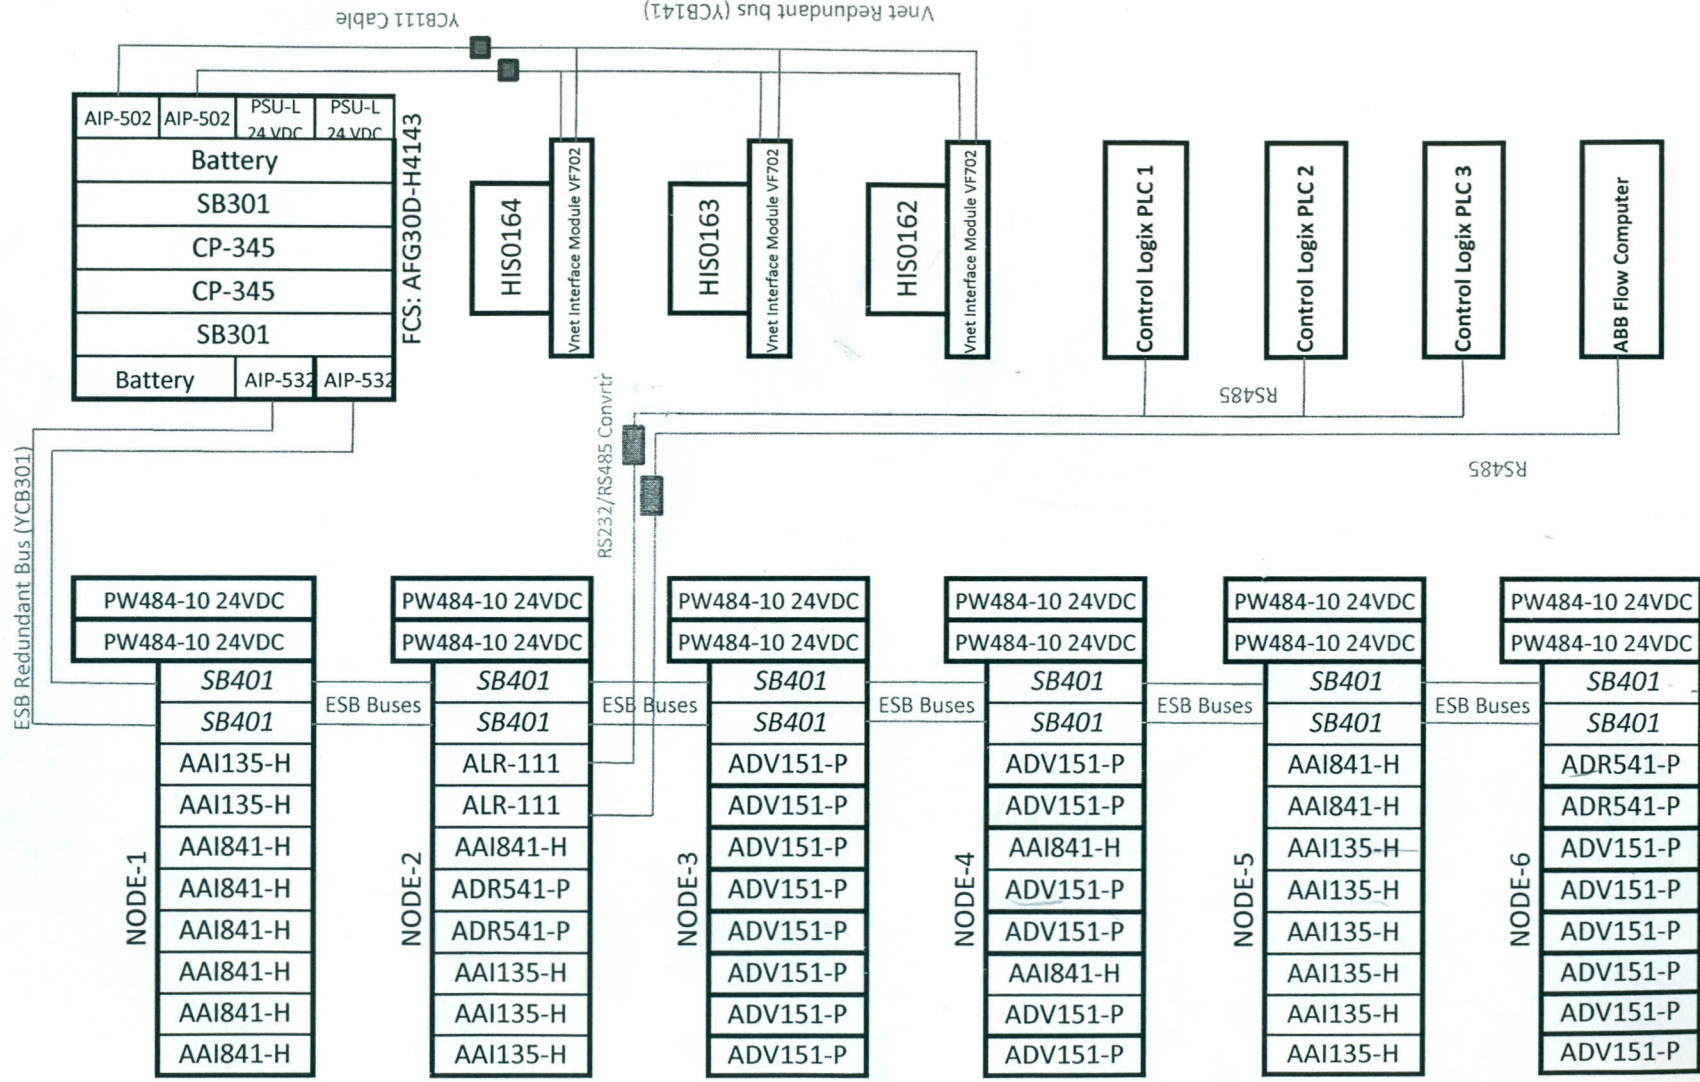 YCB111 Cable
Vnet Redundant bus (YCB141)
AIP-502
AIP-502
PSU-L
24 VDC
PSU-L
24 VDC
Battery
SB301
CP-345
CP-345
SB301
Battery
AIP-532
AIP-532
FCS: AFG30D-H4143
HIS0164
Vnet Interface Module VF702
HIS0163
Vnet Interface Module VF702
HIS0162
Vnet Interface Module VF702
Control Logix PLC 1
Control Logix PLC 2
Control Logix PLC 3
ABB Flow Computer
RS485
RS485
RS232/RS485 Convrtr
ESB Redundant Bus (YCB301)
NODE-1
PW484-10 24VDC
PW484-10 24VDC
SB401
SB401
AAI135-H
AAI135-H
AAI841-H
AAI841-H
AAI841-H
AAI841-H
AAI841-H
AAI841-H
ESB Buses
NODE-2
PW484-10 24VDC
PW484-10 24VDC
SB401
SB401
ALR-111
ALR-111
AAI841-H
ADR541-P
ADR541-P
AAI135-H
AAI135-H
AAI135-H
ESB Buses
NODE-3
PW484-10 24VDC
PW484-10 24VDC
SB401
SB401
ADV151-P
ADV151-P
ADV151-P
ADV151-P
ADV151-P
ADV151-P
ADV151-P
ADV151-P
ESB Buses
NODE-4
PW484-10 24VDC
PW484-10 24VDC
SB401
SB401
ADV151-P
ADV151-P
AAI841-H
ADV151-P
ADV151-P
AAI841-H
ADV151-P
ADV151-P
ESB Buses
NODE-5
PW484-10 24VDC
PW484-10 24VDC
SB401
SB401
AAI841-H
AAI841-H
AAI135-H
AAI135-H
AAI135-H
AAI135-H
AAI135-H
AAI135-H
ESB Buses
NODE-6
PW484-10 24VDC
PW484-10 24VDC
SB401
SB401
ADR541-P
ADR541-P
ADV151-P
ADV151-P
ADV151-P
ADV151-P
ADV151-P
ADV151-P